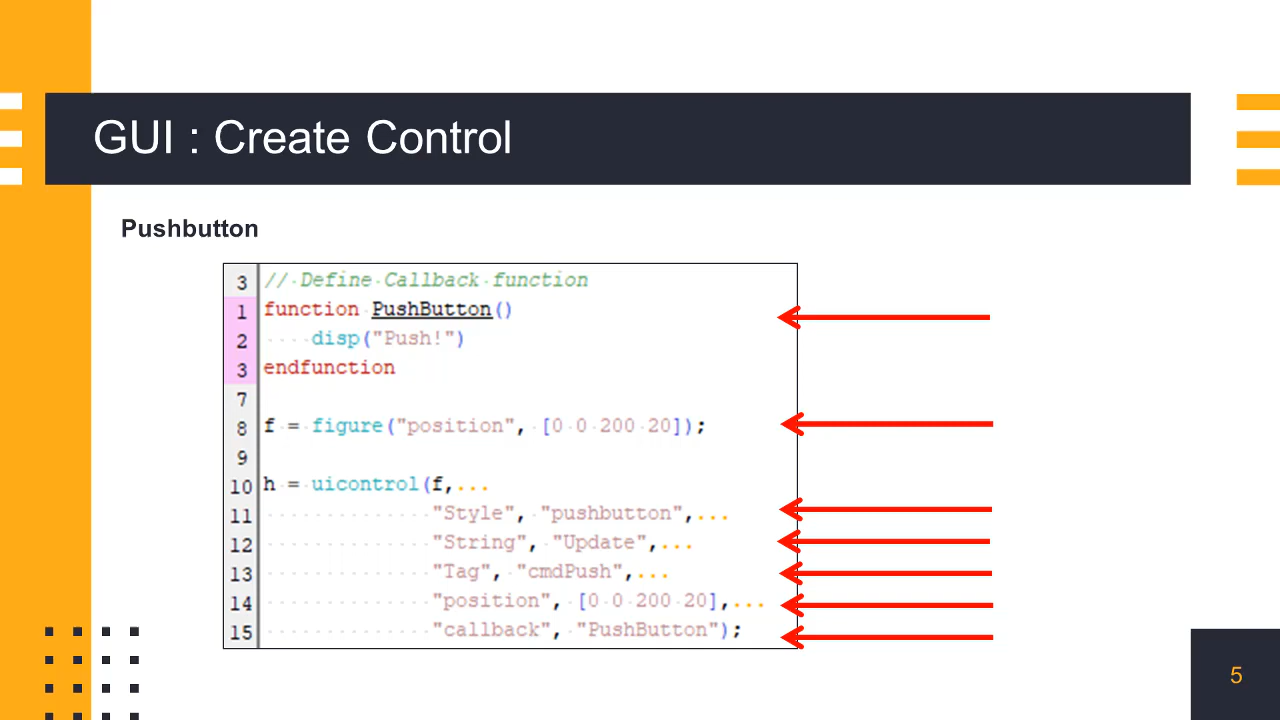 GUI : Create Control
Pushbutton
3 // Define Callback function
1 function PushButton()
2 disp("Push!")
3 endfunction
7
8 f = figure("position", [0 0 200 20]);
9
10 h = uicontrol(f,...
11 "Style", "pushbutton",...
12 "String", "Update",...
13 "Tag", "cmdPush",...
14 "position", [0 0 200 20],...
15 "callback", "PushButton");
5